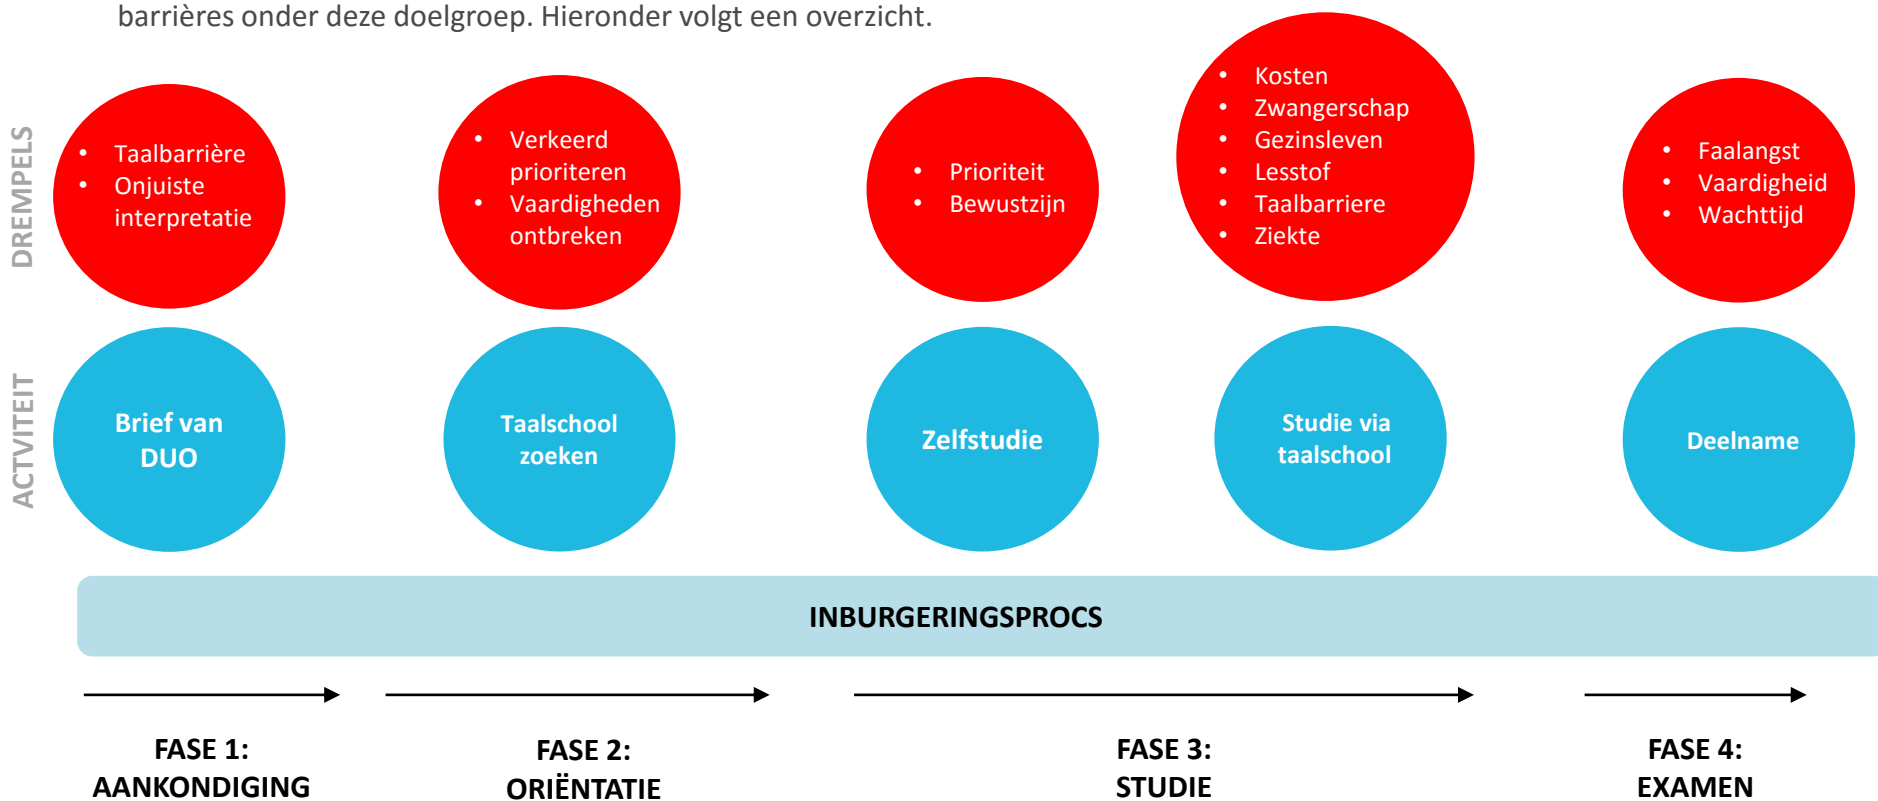 barrières onder deze doelgroep. Hieronder volgt een overzicht.
DREMPELS
• Taalbarrière
• Onjuiste
interpretatie
• Verkeerd
prioriteren
• Vaardigheden
ontbreken
• Prioriteit
• Bewustzijn
• Kosten
• Zwangerschap
• Gezinsleven
• Lesstof
• Taalbarriere
• Ziekte
• Faalangst
• Vaardigheid
• Wachttijd
ACTVITEIT
Brief van
DUO
Taalschool
zoeken
Zelfstudie
Studie via
taalschool
Deelname
INBURGERINGSPROCS
FASE 1:
AANKONDIGING
FASE 2:
ORIËNTATIE
FASE 3:
STUDIE
FASE 4:
EXAMEN